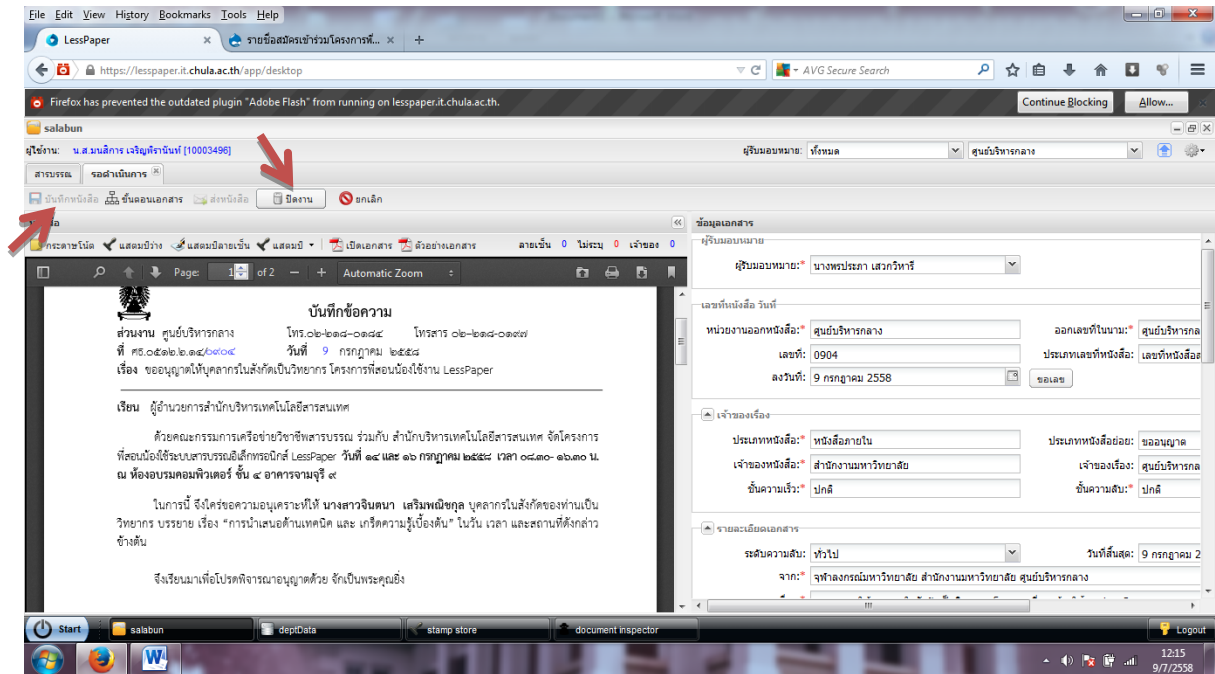 File Edit View History Bookmarks Tools Help
LessPaper × รายชื่อสมัครเข้าร่วมโครงการพี่... × +
https://lesspaper.it.chula.ac.th/app/desktop AVG Secure Search
Firefox has prevented the outdated plugin "Adobe Flash" from running on lesspaper.it.chula.ac.th. Continue Blocking Allow...
salabun
ผู้ใช้งาน: น.ส.มนสิการ เจริญพีรานันท์ [10003496] ผู้รับมอบหมาย: ทั้งหมด ศูนย์บริหารกลาง
สารบรรณ รอดำเนินการ
บันทึกหนังสือ ขั้นตอนเอกสาร ส่งหนังสือ ปิดงาน ยกเลิก
ข้อมูลเอกสาร
กระดาษโน้ต แสตมป์ว่าง แสตมป์ลายเซ็น แสตมป์ เปิดเอกสาร ตัวอย่างเอกสาร ลายเซ็น 0 ไม่ระบุ 0 เจ้าของ 0
Page: 1 of 2 − + Automatic Zoom
บันทึกข้อความ
ส่วนงาน ศูนย์บริหารกลาง โทร.๐๒-๒๑๘-๐๑๘๔ โทรสาร ๐๒-๒๑๘-๐๑๙๗
ที่ ศธ.๐๕๑๒.๒.๑๔/๐๙๐๔ วันที่ 9 กรกฎาคม ๒๕๕๘
เรื่อง ขออนุญาตให้บุคลากรในสังกัดเป็นวิทยากร โครงการพี่สอนน้องใช้งาน LessPaper
เรียน ผู้อำนวยการสำนักบริหารเทคโนโลยีสารสนเทศ
ด้วยคณะกรรมการเครือข่ายวิชาชีพสารบรรณ ร่วมกับ สำนักบริหารเทคโนโลยีสารสนเทศ จัดโครงการ
พี่สอนน้องใช้ระบบสารบรรณอิเล็กทรอนิกส์ LessPaper วันที่ ๑๔ และ ๑๖ กรกฎาคม ๒๕๕๘ เวลา ๐๘.๓๐- ๑๖.๓๐ น.
ณ ห้องอบรมคอมพิวเตอร์ ชั้น ๔ อาคารจามจุรี ๙
ในการนี้ จึงใคร่ขอความอนุเคราะห์ให้ นางสาวจินตนา เสริมพณิชกุล บุคลากรในสังกัดของท่านเป็น
วิทยากร บรรยาย เรื่อง “การนำเสนอด้านเทคนิค และ เกร็ดความรู้เบื้องต้น” ในวัน เวลา และสถานที่ดังกล่าว
ข้างต้น
จึงเรียนมาเพื่อโปรดพิจารณาอนุญาตด้วย จักเป็นพระคุณยิ่ง
ผู้รับมอบหมาย
ผู้รับมอบหมาย:* นางพรประภา เสวกวิหารี
เลขที่หนังสือ วันที่
หน่วยงานออกหนังสือ:* ศูนย์บริหารกลาง ออกเลขที่ในนาม:* ศูนย์บริหารกล
เลขที่: 0904 ประเภทเลขที่หนังสือ: เลขที่หนังสือส
ลงวันที่: 9 กรกฎาคม 2558 ขอเลข
เจ้าของเรื่อง
ประเภทหนังสือ:* หนังสือภายใน ประเภทหนังสือย่อย: ขออนุญาต
เจ้าของหนังสือ:* สำนักงานมหาวิทยาลัย เจ้าของเรื่อง: ศูนย์บริหารกล
ชั้นความเร็ว:* ปกติ ชั้นความลับ:* ปกติ
รายละเอียดเอกสาร
ระดับความลับ: ทั่วไป วันที่สิ้นสุด: 9 กรกฎาคม 2
จาก:* จุฬาลงกรณ์มหาวิทยาลัย สำนักงานมหาวิทยาลัย ศูนย์บริหารกลาง
Start salabun deptData stamp store document inspector Logout
12:15
9/7/2558